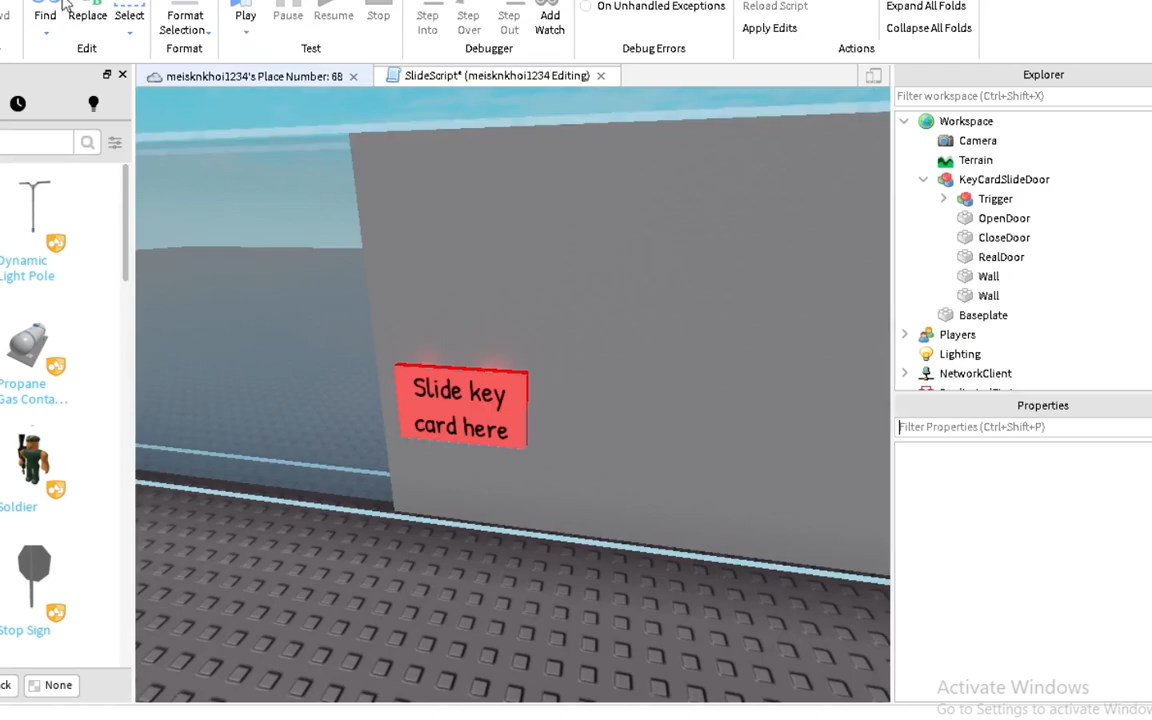 Find
Replace
Select
Format
Selection
Play
Pause
Resume
Stop
Step
Into
Step
Over
Step
Out
Add
Watch
On Unhandled Exceptions
Reload Script
Apply Edits
Expand All Folds
Collapse All Folds
Edit
Format
Test
Debugger
Debug Errors
Actions
meisknkhoi1234's Place Number: 68
SlideScript* (meisknkhoi1234 Editing)
Explorer
Filter workspace (Ctrl+Shift+X)
Workspace
Camera
Terrain
KeyCardSlideDoor
Trigger
OpenDoor
CloseDoor
RealDoor
Wall
Wall
Baseplate
Players
Lighting
NetworkClient
Properties
Filter Properties (Ctrl+Shift+P)
Dynamic
Light Pole
Propane
Gas Conta...
Soldier
Stop Sign
None
Slide key
card here
Activate Windows
Go to Settings to activate Window